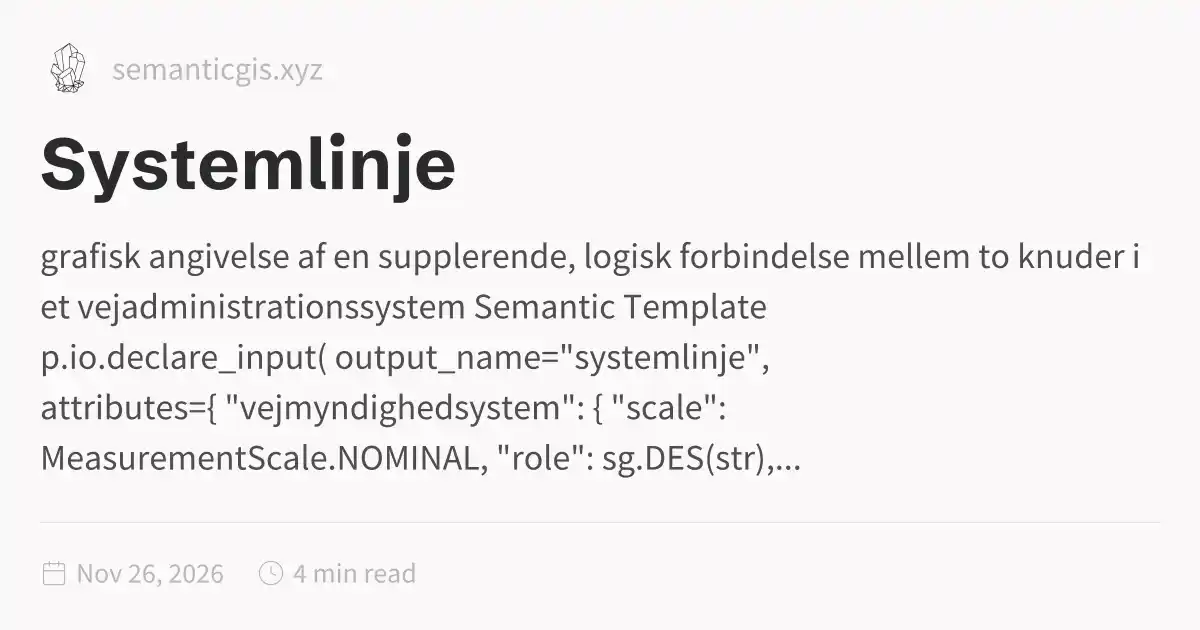 semanticgis.xyz
Systemlinje
grafisk angivelse af en supplerende, logisk forbindelse mellem to knuder i
et vejadministrationssystem Semantic Template
p.io.declare_input( output_name="systemlinje",
attributes={ "vejmyndighedsystem": { "scale":
MeasurementScale.NOMINAL, "role": sg.DES(str),...
Nov 26, 2026 4 min read